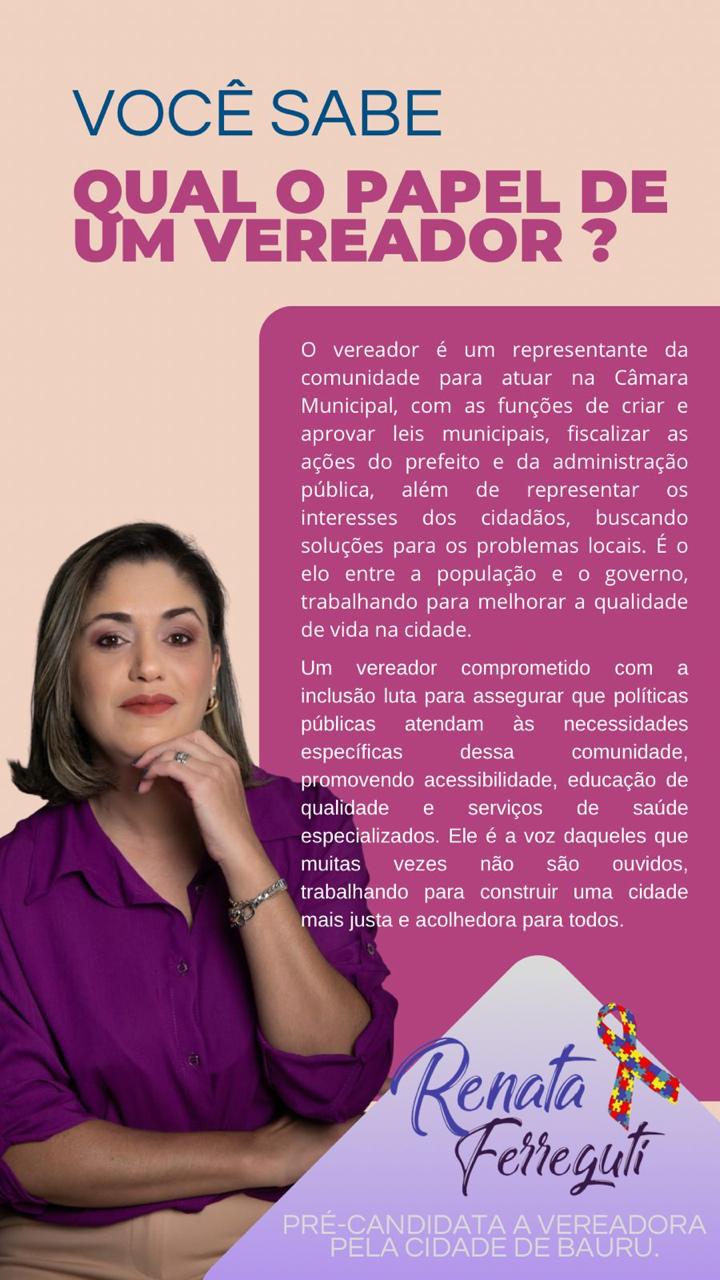 VOCÊ SABE
QUAL O PAPEL DE
UM VEREADOR ?
O vereador é um representante da
comunidade para atuar na Câmara
Municipal, com as funções de criar e
aprovar leis municipais, fiscalizar as
ações do prefeito e da administração
pública, além de representar os
interesses dos cidadãos, buscando
soluções para os problemas locais. É o
elo entre a população e o governo,
trabalhando para melhorar a qualidade
de vida na cidade.
Um vereador comprometido com a
inclusão luta para assegurar que políticas
públicas atendam às necessidades
específicas dessa comunidade,
promovendo acessibilidade, educação de
qualidade e serviços de saúde
especializados. Ele é a voz daqueles que
muitas vezes não são ouvidos,
trabalhando para construir uma cidade
mais justa e acolhedora para todos.
Renata
Ferreguti
PRÉ-CANDIDATA A VEREADORA
PELA CIDADE DE BAURU.